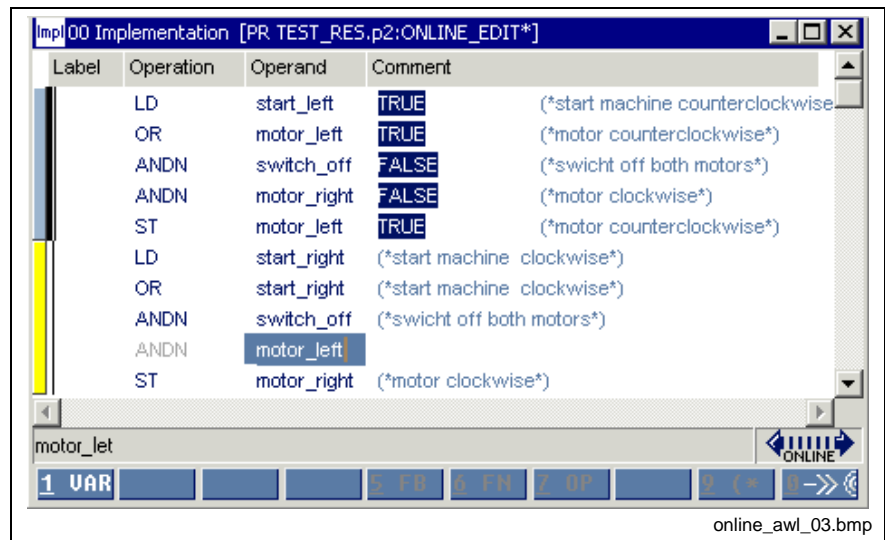 Impl 00 Implementation [PR TEST_RES.p2:ONLINE_EDIT*]
Label Operation Operand Comment
LD start_left TRUE (*start machine counterclockwise
OR motor_left TRUE (*motor counterclockwise*)
ANDN switch_off FALSE (*swicht off both motors*)
ANDN motor_right FALSE (*motor clockwise*)
ST motor_left TRUE (*motor counterclockwise*)
LD start_right (*start machine clockwise*)
OR start_right (*start machine clockwise*)
ANDN switch_off (*swicht off both motors*)
ANDN motor_left
ST motor_right (*motor clockwise*)
motor_let
ONLINE
1 VAR 5 FB 6 FN 7 OP 9 (* 0
online_awl_03.bmp